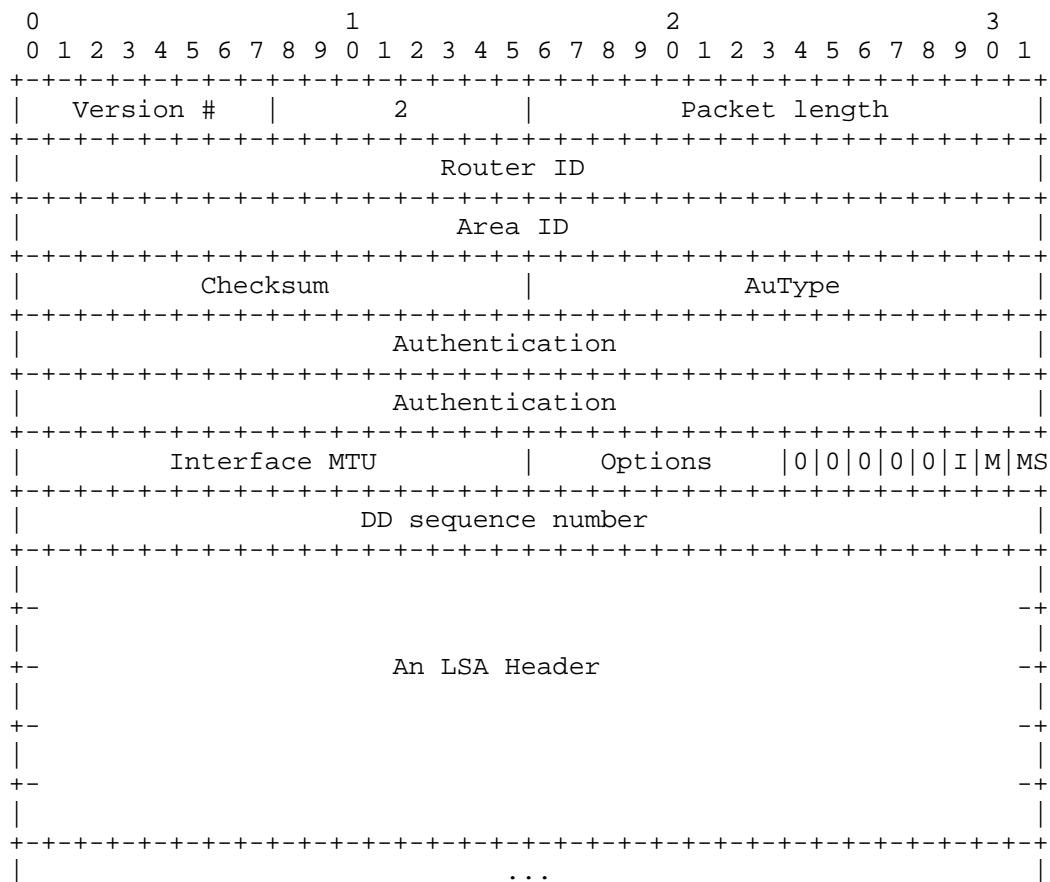 0                   1                   2                   3
 0 1 2 3 4 5 6 7 8 9 0 1 2 3 4 5 6 7 8 9 0 1 2 3 4 5 6 7 8 9 0 1
+-+-+-+-+-+-+-+-+-+-+-+-+-+-+-+-+-+-+-+-+-+-+-+-+-+-+-+-+-+-+-+-+
|   Version #   |       2       |         Packet length         |
+-+-+-+-+-+-+-+-+-+-+-+-+-+-+-+-+-+-+-+-+-+-+-+-+-+-+-+-+-+-+-+-+
|                          Router ID                            |
+-+-+-+-+-+-+-+-+-+-+-+-+-+-+-+-+-+-+-+-+-+-+-+-+-+-+-+-+-+-+-+-+
|                           Area ID                             |
+-+-+-+-+-+-+-+-+-+-+-+-+-+-+-+-+-+-+-+-+-+-+-+-+-+-+-+-+-+-+-+-+
|           Checksum            |             AuType            |
+-+-+-+-+-+-+-+-+-+-+-+-+-+-+-+-+-+-+-+-+-+-+-+-+-+-+-+-+-+-+-+-+
|                       Authentication                          |
+-+-+-+-+-+-+-+-+-+-+-+-+-+-+-+-+-+-+-+-+-+-+-+-+-+-+-+-+-+-+-+-+
|                       Authentication                          |
+-+-+-+-+-+-+-+-+-+-+-+-+-+-+-+-+-+-+-+-+-+-+-+-+-+-+-+-+-+-+-+-+
|         Interface MTU         |    Options    |0|0|0|0|0|I|M|MS
+-+-+-+-+-+-+-+-+-+-+-+-+-+-+-+-+-+-+-+-+-+-+-+-+-+-+-+-+-+-+-+-+
|                     DD sequence number                        |
+-+-+-+-+-+-+-+-+-+-+-+-+-+-+-+-+-+-+-+-+-+-+-+-+-+-+-+-+-+-+-+-+
|                                                               |
+-                                                             -+
|                                                               |
+-                      An LSA Header                          -+
|                                                               |
+-                                                             -+
|                                                               |
+-                                                             -+
|                                                               |
+-+-+-+-+-+-+-+-+-+-+-+-+-+-+-+-+-+-+-+-+-+-+-+-+-+-+-+-+-+-+-+-+
|                              ...                              |